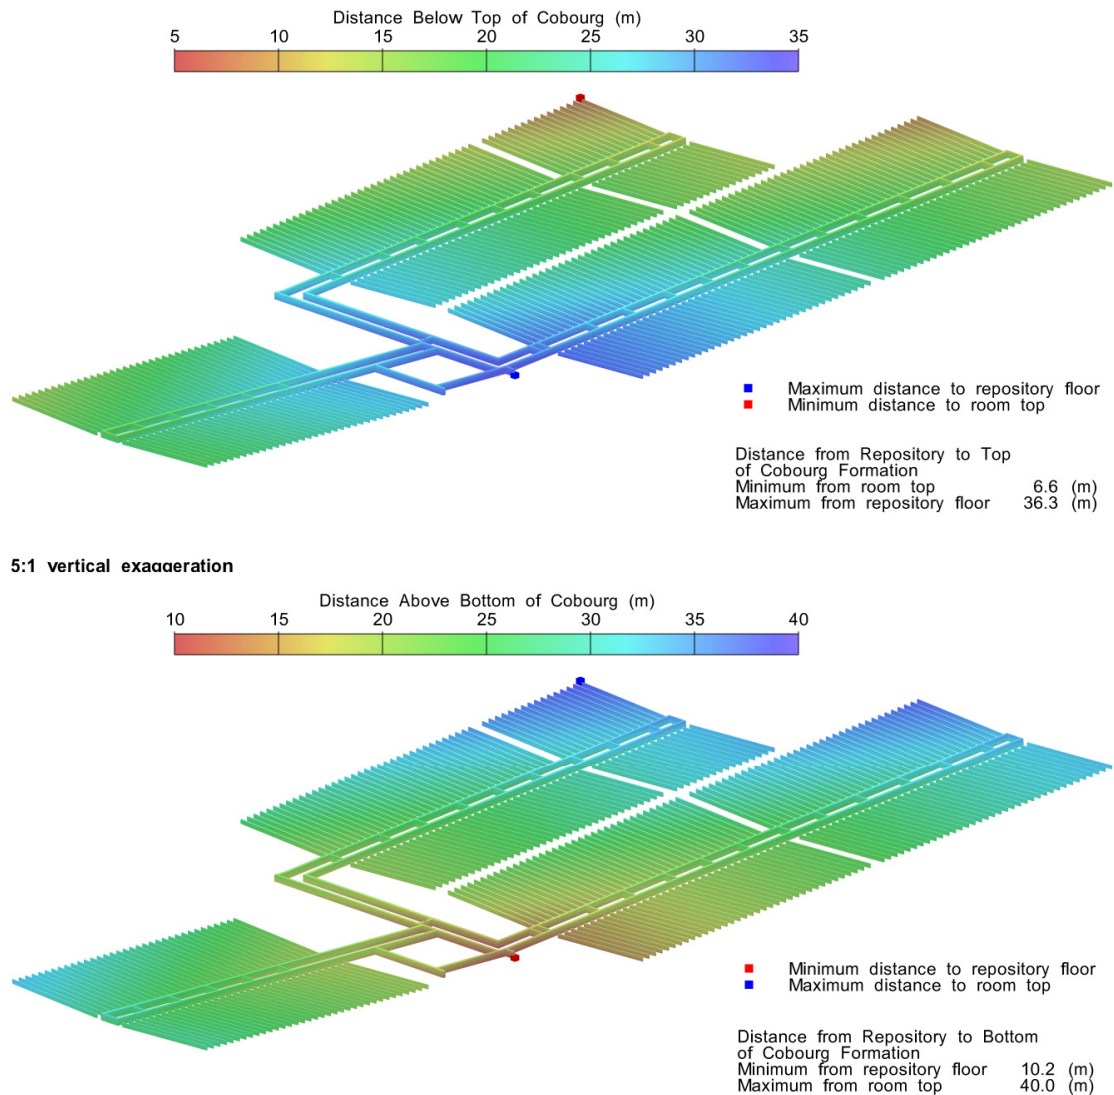 Distance Below Top of Cobourg (m)
5 10 15 20 25 30 35
Maximum distance to repository floor
Minimum distance to room top
Distance from Repository to Top
of Cobourg Formation
Minimum from room top 6.6 (m)
Maximum from repository floor 36.3 (m)
5:1 vertical exaggeration
Distance Above Bottom of Cobourg (m)
10 15 20 25 30 35 40
Minimum distance to repository floor
Maximum distance to room top
Distance from Repository to Bottom
of Cobourg Formation
Minimum from repository floor 10.2 (m)
Maximum from room top 40.0 (m)